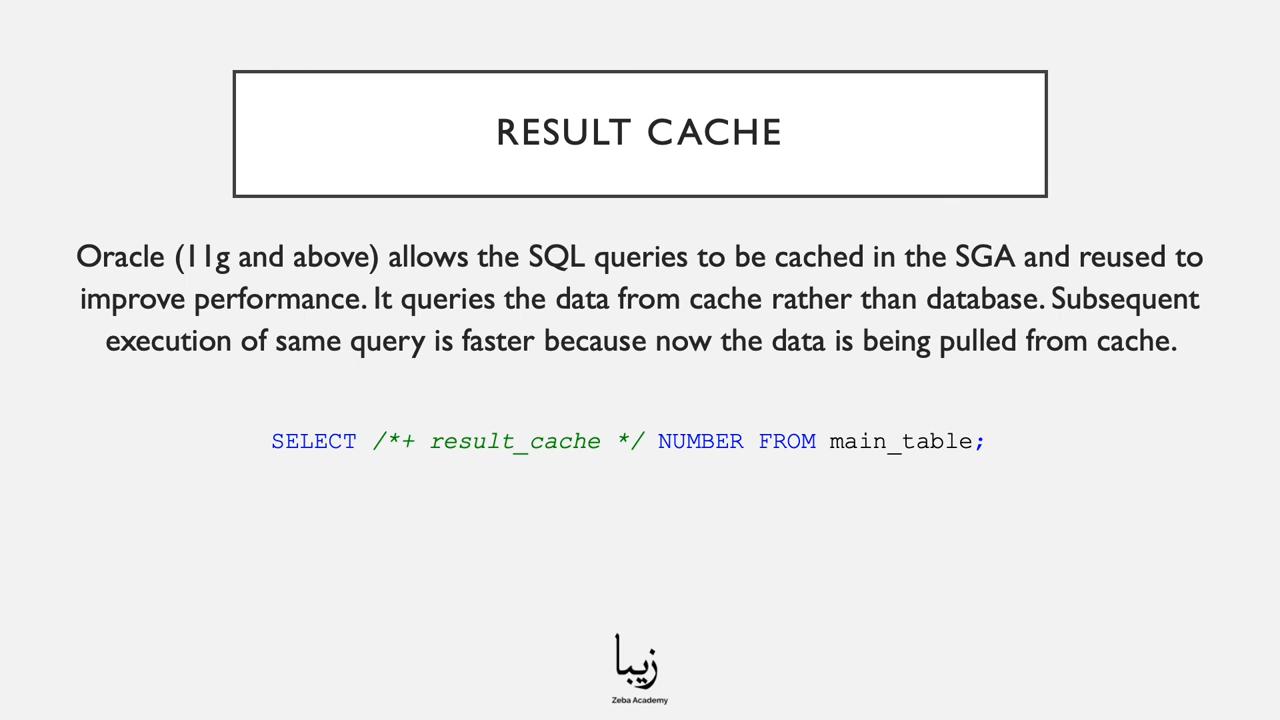 RESULT CACHE
Oracle (11g and above) allows the SQL queries to be cached in the SGA and reused to
improve performance. It queries the data from cache rather than database. Subsequent
execution of same query is faster because now the data is being pulled from cache.
SELECT /*+ result_cache */ NUMBER FROM main_table;
زیبا
Zeba Academy